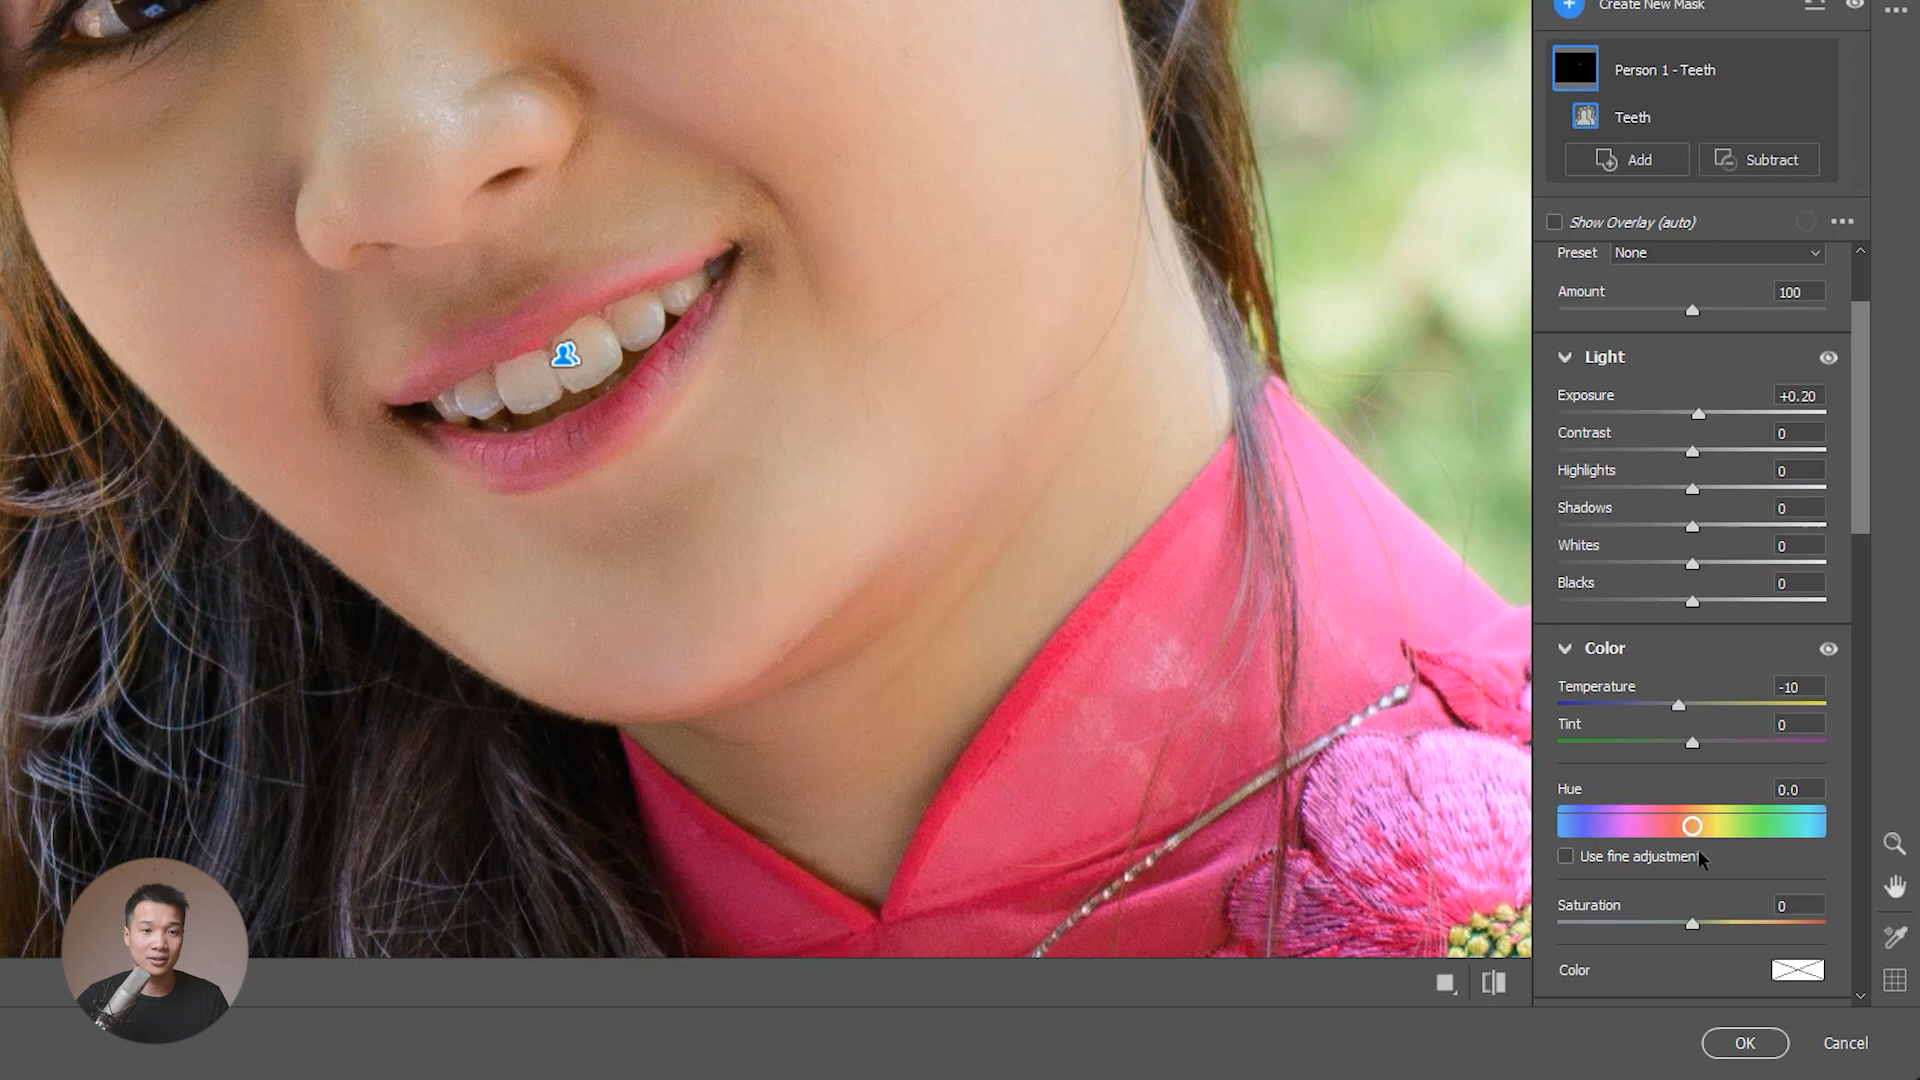 Create New Mask
Person 1 - Teeth
Teeth
Add
Subtract
Show Overlay (auto)
Preset None
Amount 100
Light
Exposure +0.20
Contrast 0
Highlights 0
Shadows 0
Whites 0
Blacks 0
Color
Temperature -10
Tint 0
Hue 0.0
Use fine adjustment
Saturation 0
Color
OK
Cancel